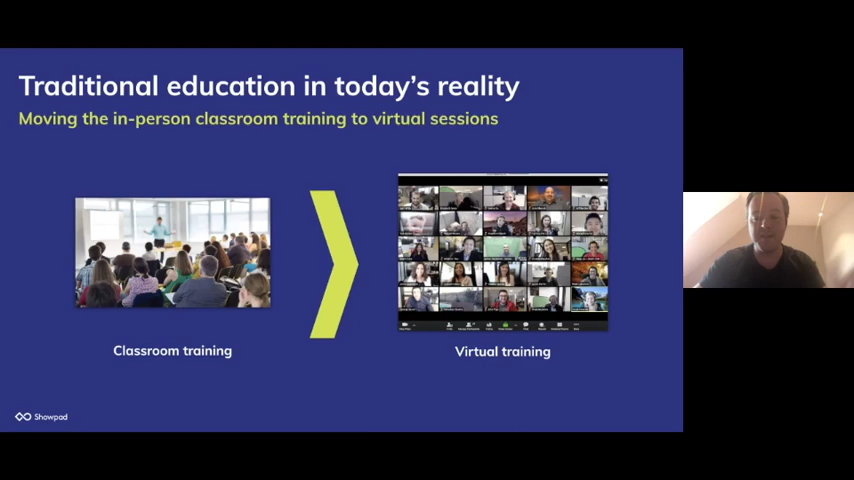 Traditional education in today's reality
Moving the in-person classroom training to virtual sessions
Classroom training
Virtual training
Showpad